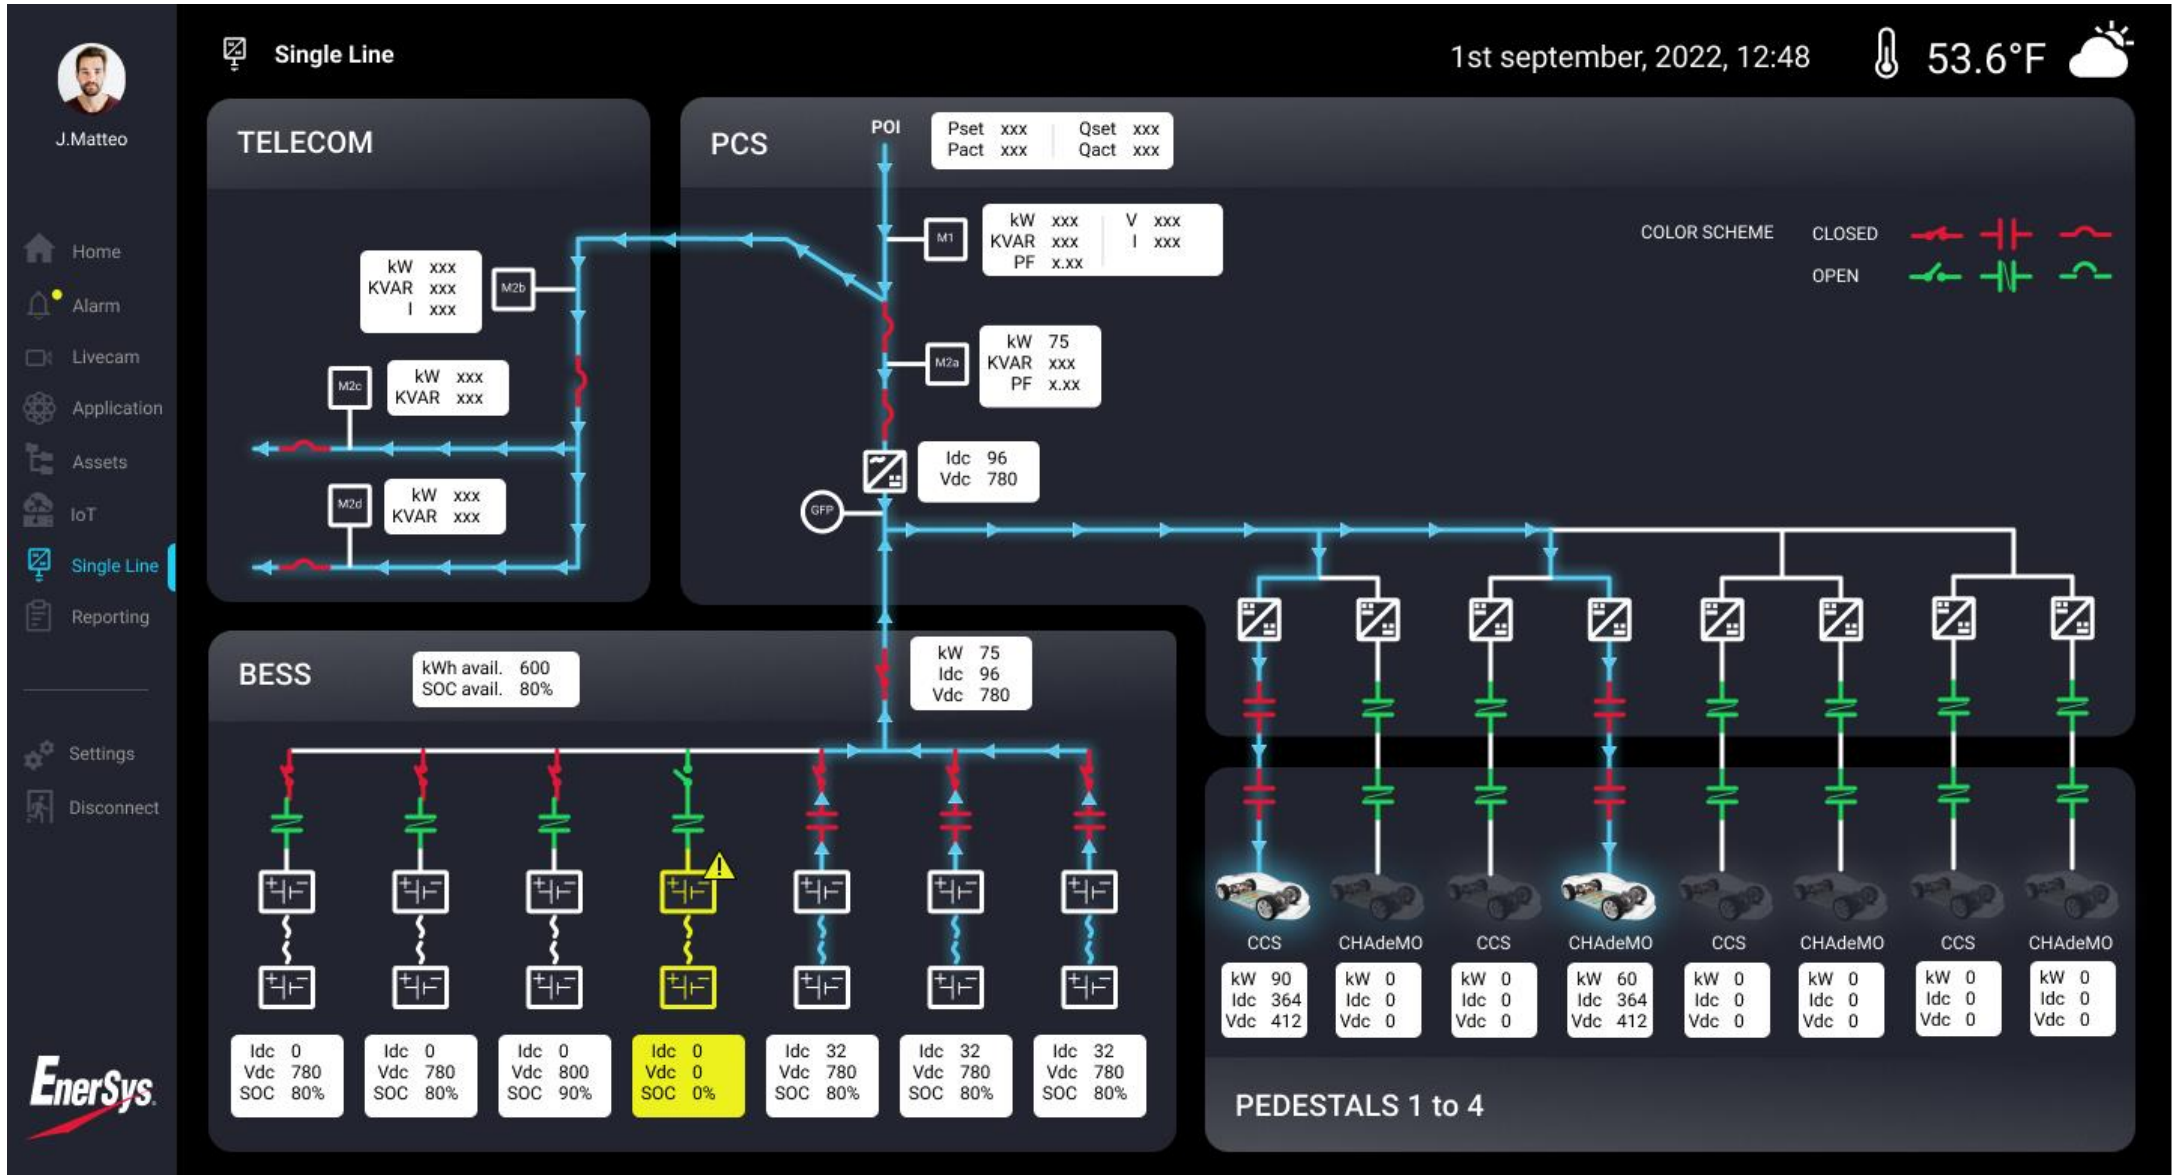 J.Matteo
Home
Alarm
Livecam
Application
Assets
IoT
Single Line
Reporting
Settings
Disconnect
EnerSys.
Single Line
1st september, 2022, 12:48
53.6°F
TELECOM
kW xxx
KVAR xxx
I xxx
M2b
M2c
kW xxx
KVAR xxx
M2d
kW xxx
KVAR xxx
PCS
POI
Pset xxx Qset xxx
Pact xxx Qact xxx
M1
kW xxx V xxx
KVAR xxx I xxx
PF x.xx
COLOR SCHEME CLOSED
OPEN
M2a
kW 75
KVAR xxx
PF x.xx
Idc 96
Vdc 780
GFP
BESS
kWh avail. 600
SOC avail. 80%
kW 75
Idc 96
Vdc 780
Idc 0
Vdc 780
SOC 80%
Idc 0
Vdc 780
SOC 80%
Idc 0
Vdc 800
SOC 90%
Idc 0
Vdc 0
SOC 0%
Idc 32
Vdc 780
SOC 80%
Idc 32
Vdc 780
SOC 80%
Idc 32
Vdc 780
SOC 80%
CCS
kW 90
Idc 364
Vdc 412
CHAdeMO
kW 0
Idc 0
Vdc 0
CCS
kW 0
Idc 0
Vdc 0
CHAdeMO
kW 60
Idc 364
Vdc 412
CCS
kW 0
Idc 0
Vdc 0
CHAdeMO
kW 0
Idc 0
Vdc 0
CCS
kW 0
Idc 0
Vdc 0
CHAdeMO
kW 0
Idc 0
Vdc 0
PEDESTALS 1 to 4